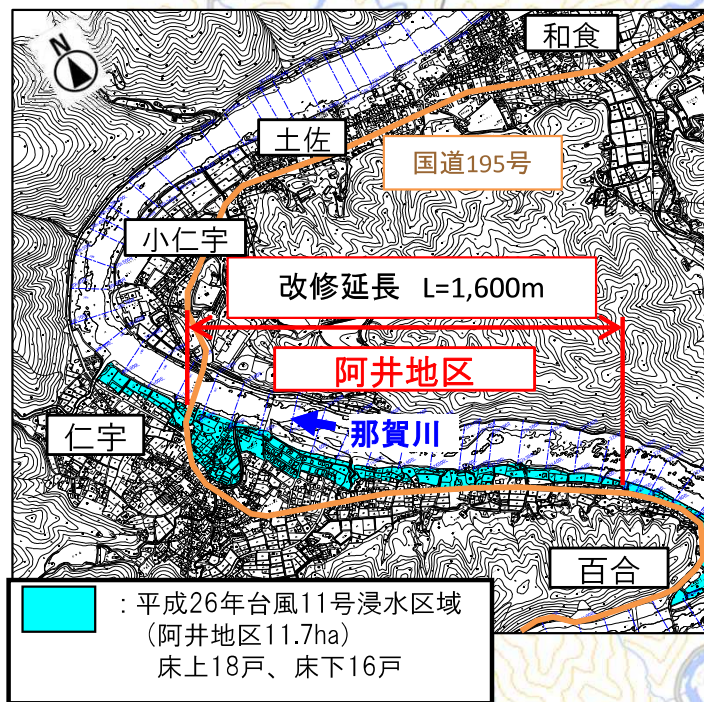 N
和食
土佐
国道195号
小仁宇
改修延長 L=1,600m
阿井地区
仁宇
那賀川
百合
：平成26年台風11号浸水区域
（阿井地区11.7ha）
床上18戸、床下16戸